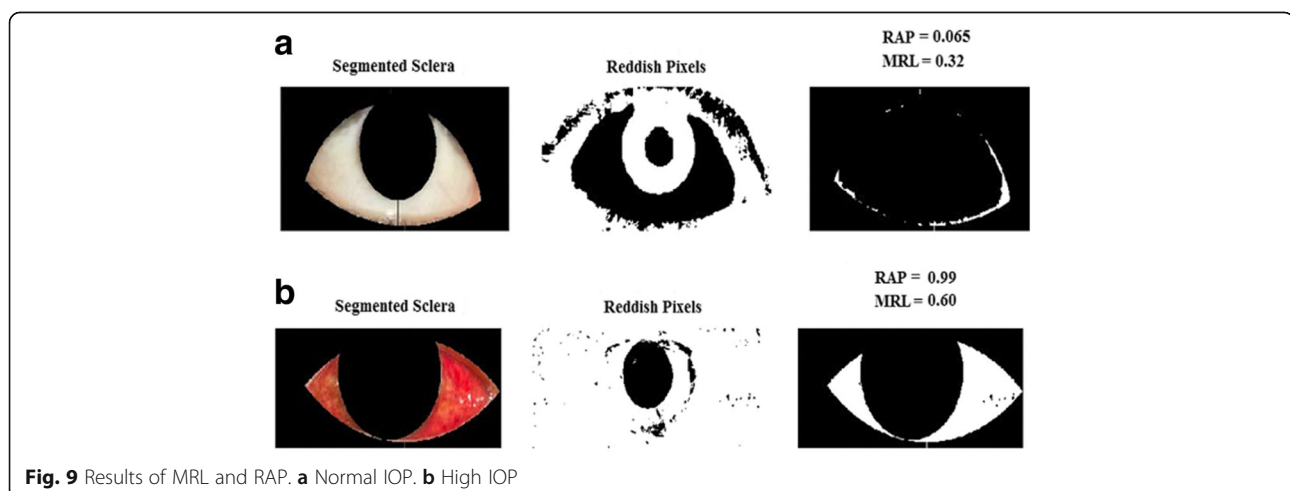 a
Segmented Sclera
Reddish Pixels
RAP = 0.065
MRL = 0.32
b
Segmented Sclera
Reddish Pixels
RAP = 0.99
MRL = 0.60
Fig. 9 Results of MRL and RAP. a Normal IOP. b High IOP